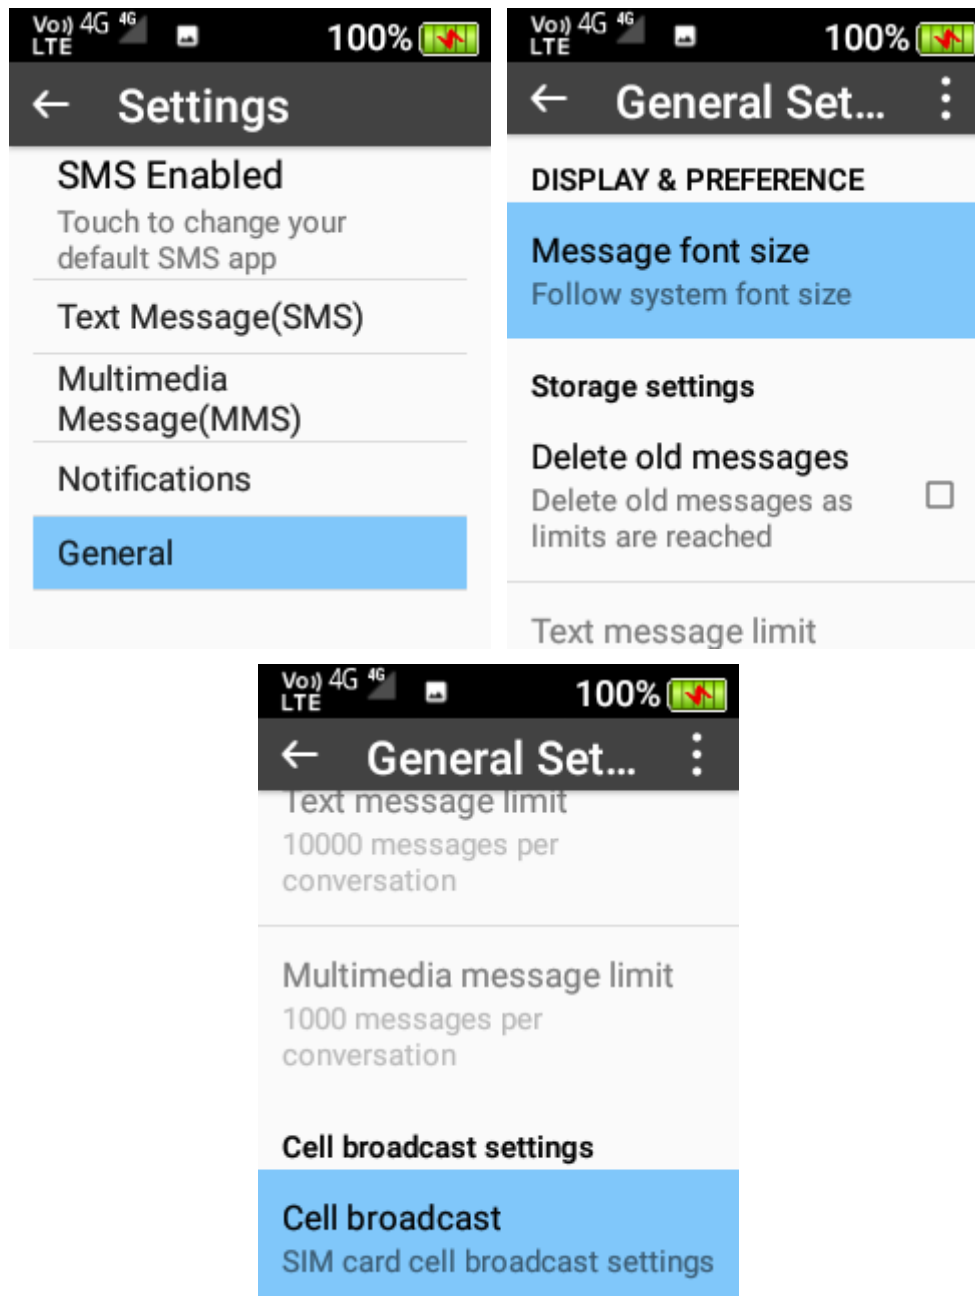 Vo)) 4G 4G 100%
LTE
Settings
SMS Enabled
Touch to change your
default SMS app
Text Message(SMS)
Multimedia
Message(MMS)
Notifications
General
Vo)) 4G 4G 100%
LTE
General Set...
DISPLAY & PREFERENCE
Message font size
Follow system font size
Storage settings
Delete old messages
Delete old messages as
limits are reached
Text message limit
Vo)) 4G 4G 100%
LTE
General Set...
Text message limit
10000 messages per
conversation
Multimedia message limit
1000 messages per
conversation
Cell broadcast settings
Cell broadcast
SIM card cell broadcast settings